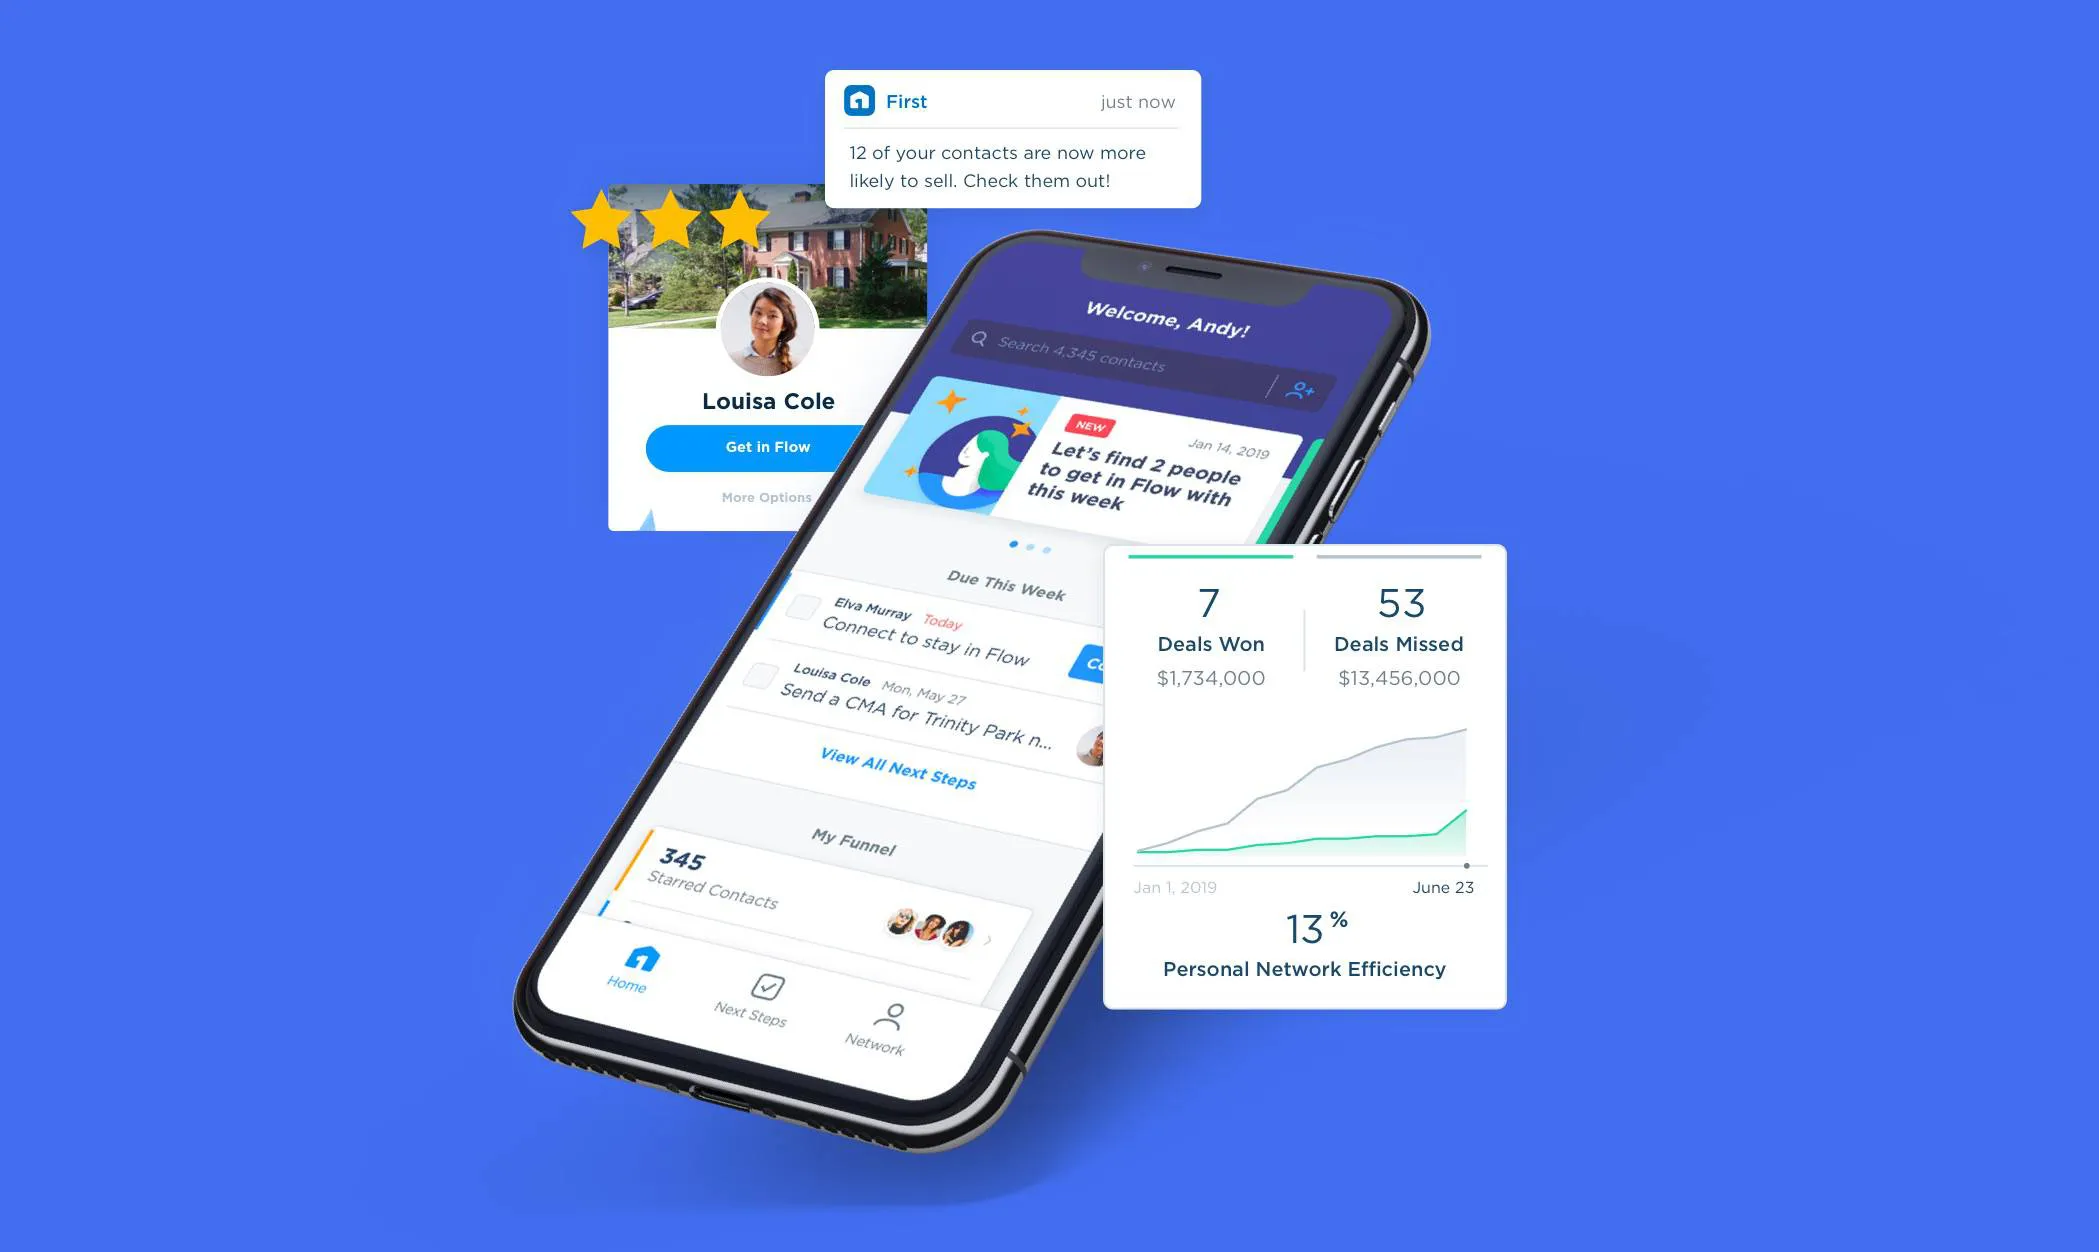 First
just now
12 of your contacts are now more
likely to sell. Check them out!
Louisa Cole
Get in Flow
More Options
Welcome, Andy!
Search 4,345 contacts
NEW
Jan 14, 2019
Let's find 2 people
to get in Flow with
this week
Due This Week
Elva Murray Today
Connect to stay in Flow
Louisa Cole Mon, May 27
Send a CMA for Trinity Park n...
View All Next Steps
My Funnel
345
Starred Contacts
Home
Next Steps
Network
7
Deals Won
$1,734,000
53
Deals Missed
$13,456,000
Jan 1, 2019
June 23
13%
Personal Network Efficiency